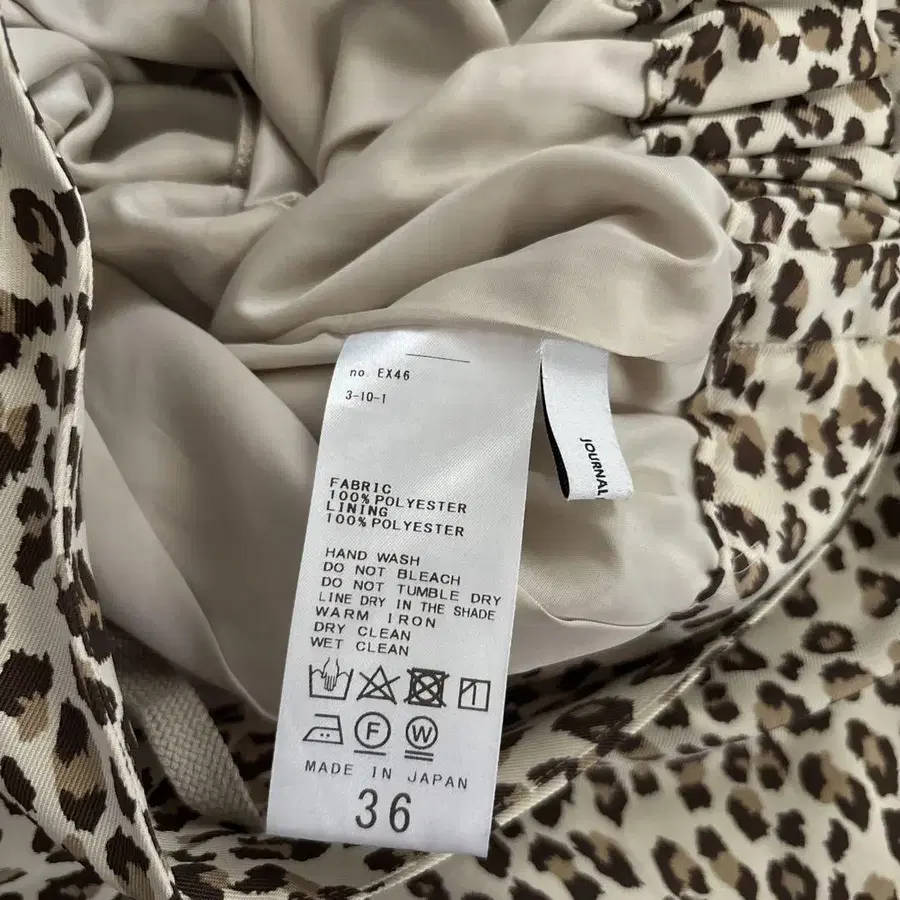 no. EX46
3-10-1
FABRIC
100% POLYESTER
LINING
100% POLYESTER
HAND WASH
DO NOT BLEACH
DO NOT TUMBLE DRY
LINE DRY IN THE SHADE
WARM IRON
DRY CLEAN
WET CLEAN
F W
MADE IN JAPAN
36
JOURNAL